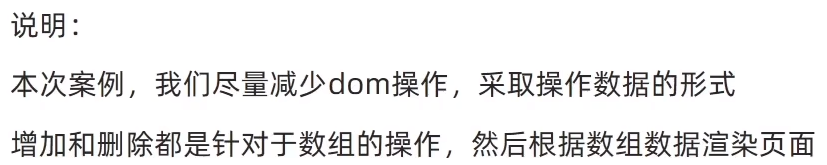 说明：
本次案例，我们尽量减少dom操作，采取操作数据的形式
增加和删除都是针对于数组的操作，然后根据数组数据渲染页面